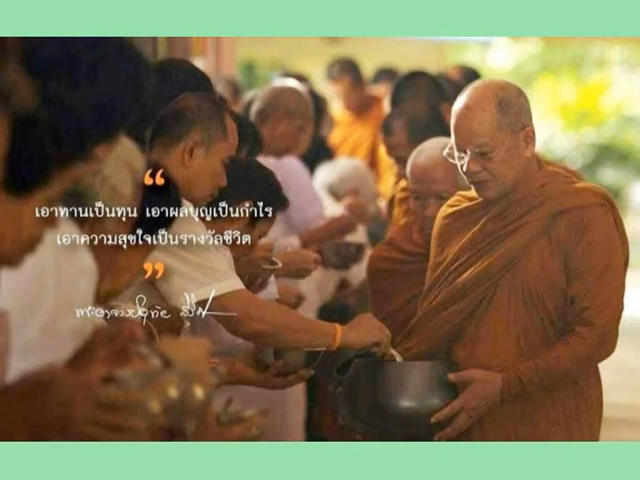 “
เอาทานเป็นทุน เอาผลบุญเป็นกำไร
เอาความสุขใจเป็นรางวัลชีวิต
”